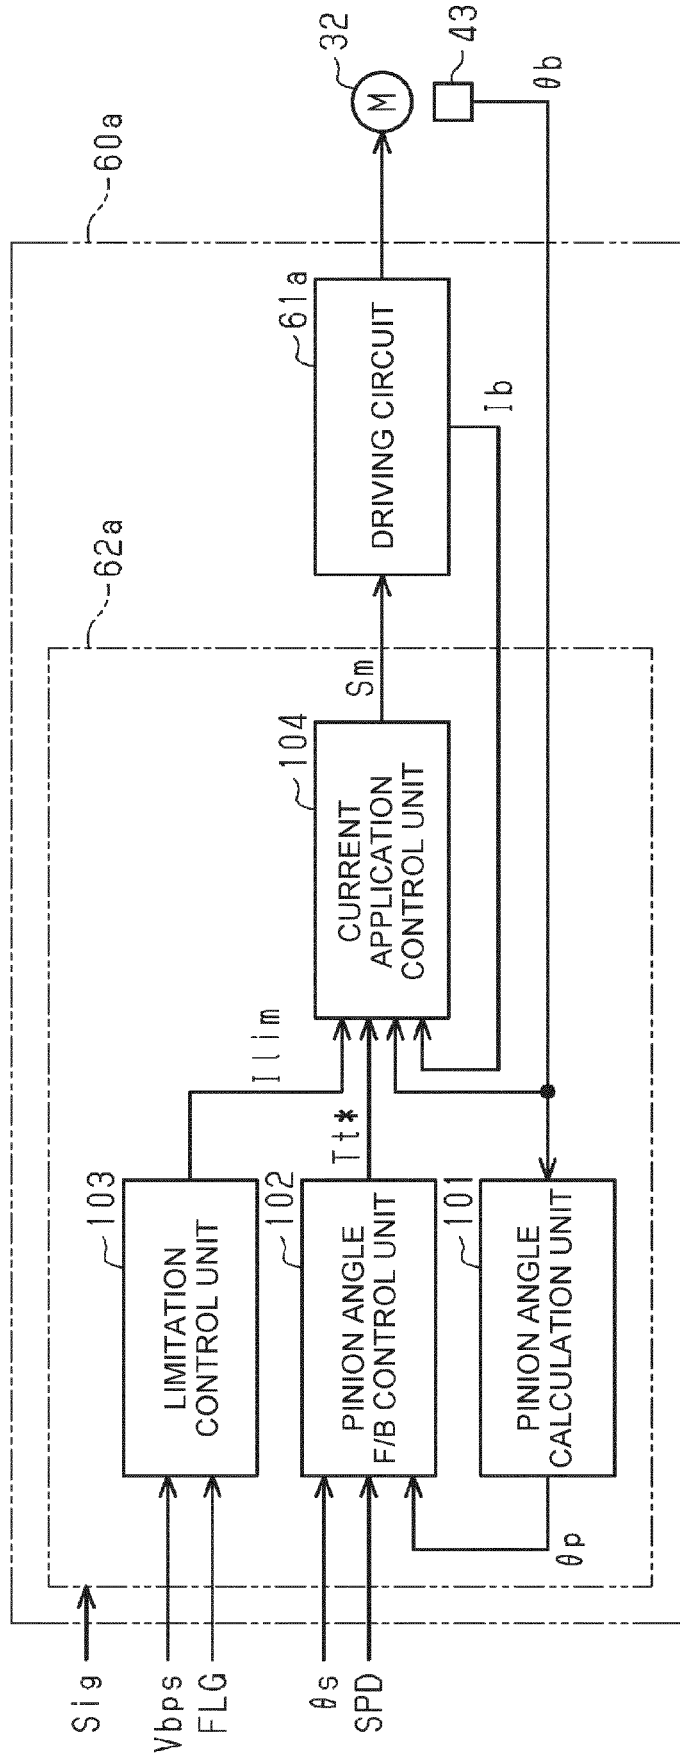 60a
62a
Sig
Vbps
FLG
LIMITATION
CONTROL UNIT
103
Ilim
θs
SPD
PINION ANGLE
F/B CONTROL UNIT
102
Tt*
CURRENT
APPLICATION
CONTROL UNIT
104
Sm
DRIVING CIRCUIT
61a
M
32
43
Ib
θb
PINION ANGLE
CALCULATION UNIT
101
θp